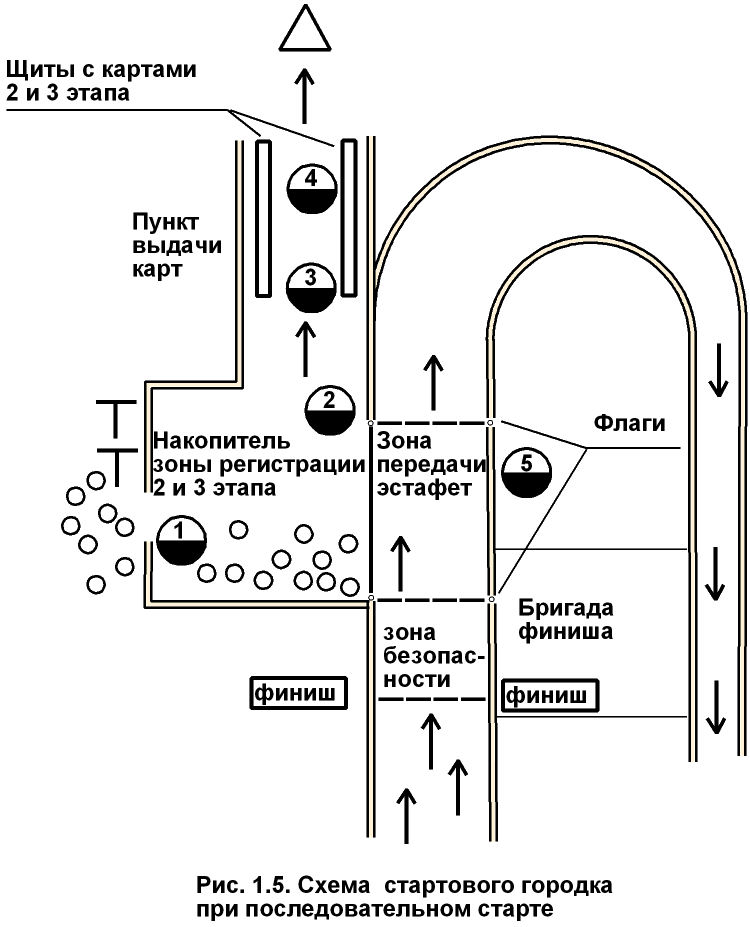 Щиты с картами
2 и 3 этапа
4
Пункт
выдачи
карт
3
2
Накопитель
зоны регистрации
2 и 3 этапа
1
Зона
передачи
эстафет
5
Флаги
зона
безопас-
ности
Бригада
финиша
финиш
финиш
Рис. 1.5. Схема стартового городка
при последовательном старте